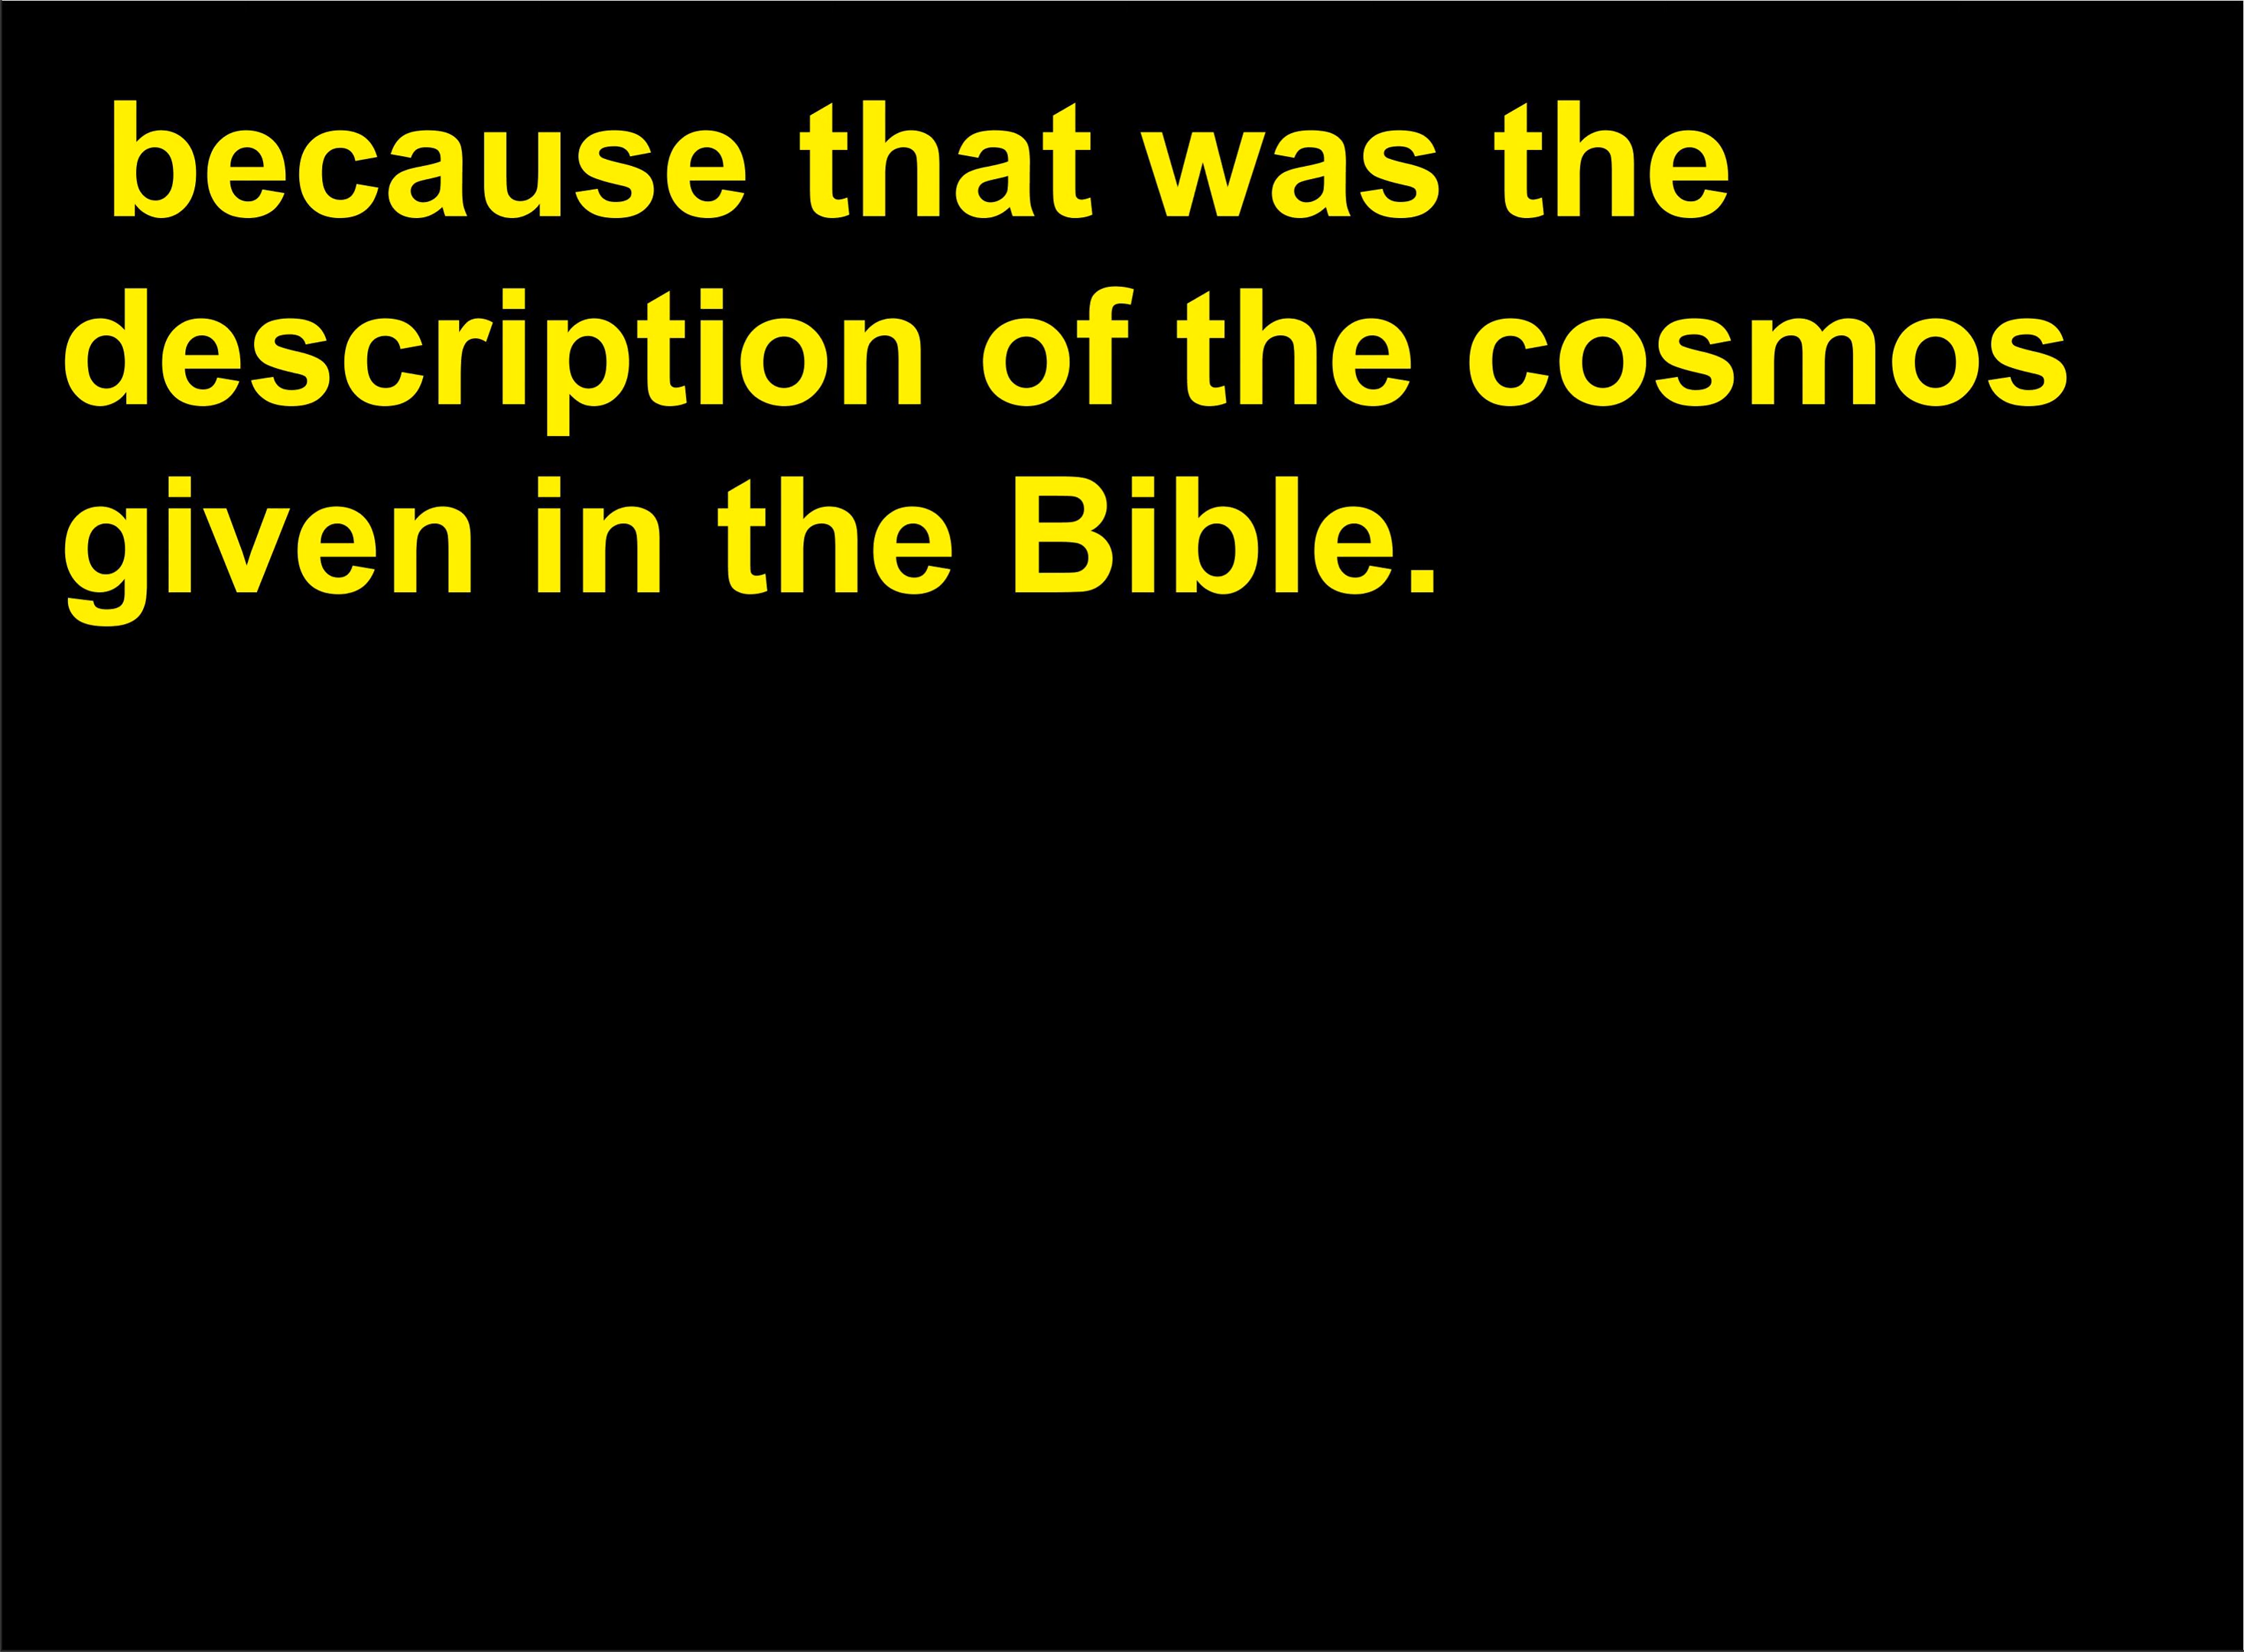 because that was the
description of the cosmos
given in the Bible.